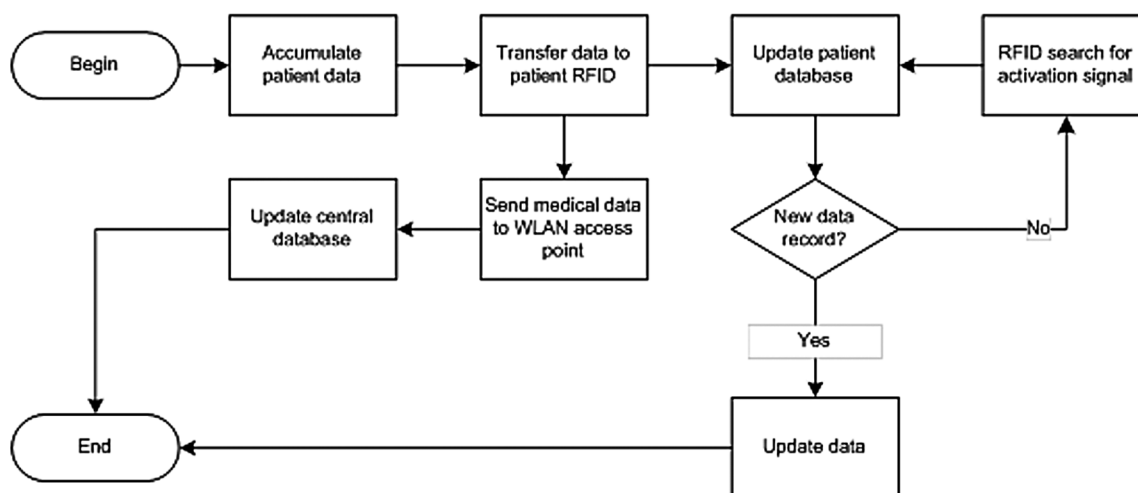 Begin
Accumulate
patient data
Transfer data to
patient RFID
Update patient
database
RFID search for
activation signal
Update central
database
Send medical data
to WLAN access
point
New data
record?
No
Yes
End
Update data